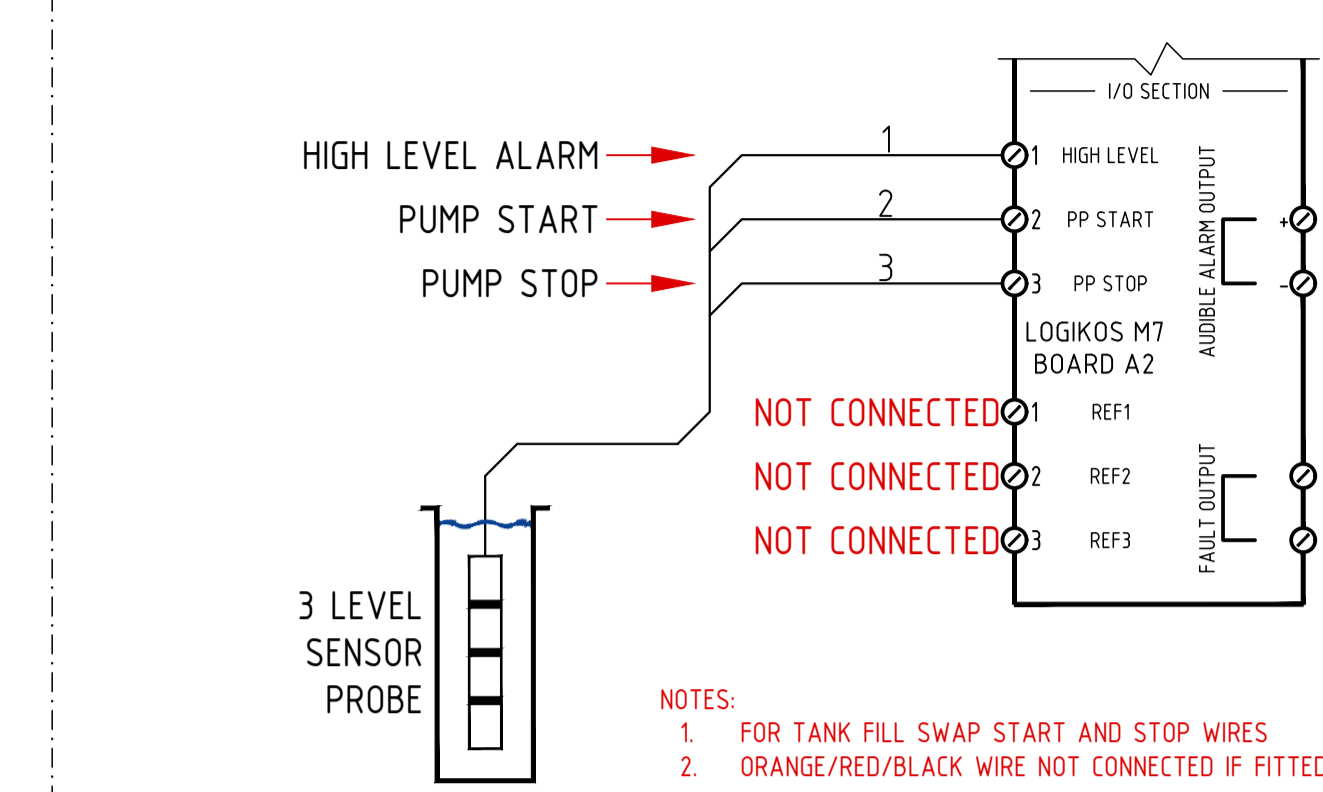 I/O SECTION
HIGH LEVEL ALARM
1
1 HIGH LEVEL
PUMP START
2
2 PP START
+
PUMP STOP
3
3 PP STOP
-
AUDIBLE ALARM OUTPUT
LOGIKOS M7
BOARD A2
NOT CONNECTED 1 REF1
NOT CONNECTED 2 REF2
NOT CONNECTED 3 REF3
FAULT OUTPUT
3 LEVEL
SENSOR
PROBE
NOTES:
1. FOR TANK FILL SWAP START AND STOP WIRES
2. ORANGE/RED/BLACK WIRE NOT CONNECTED IF FITTED